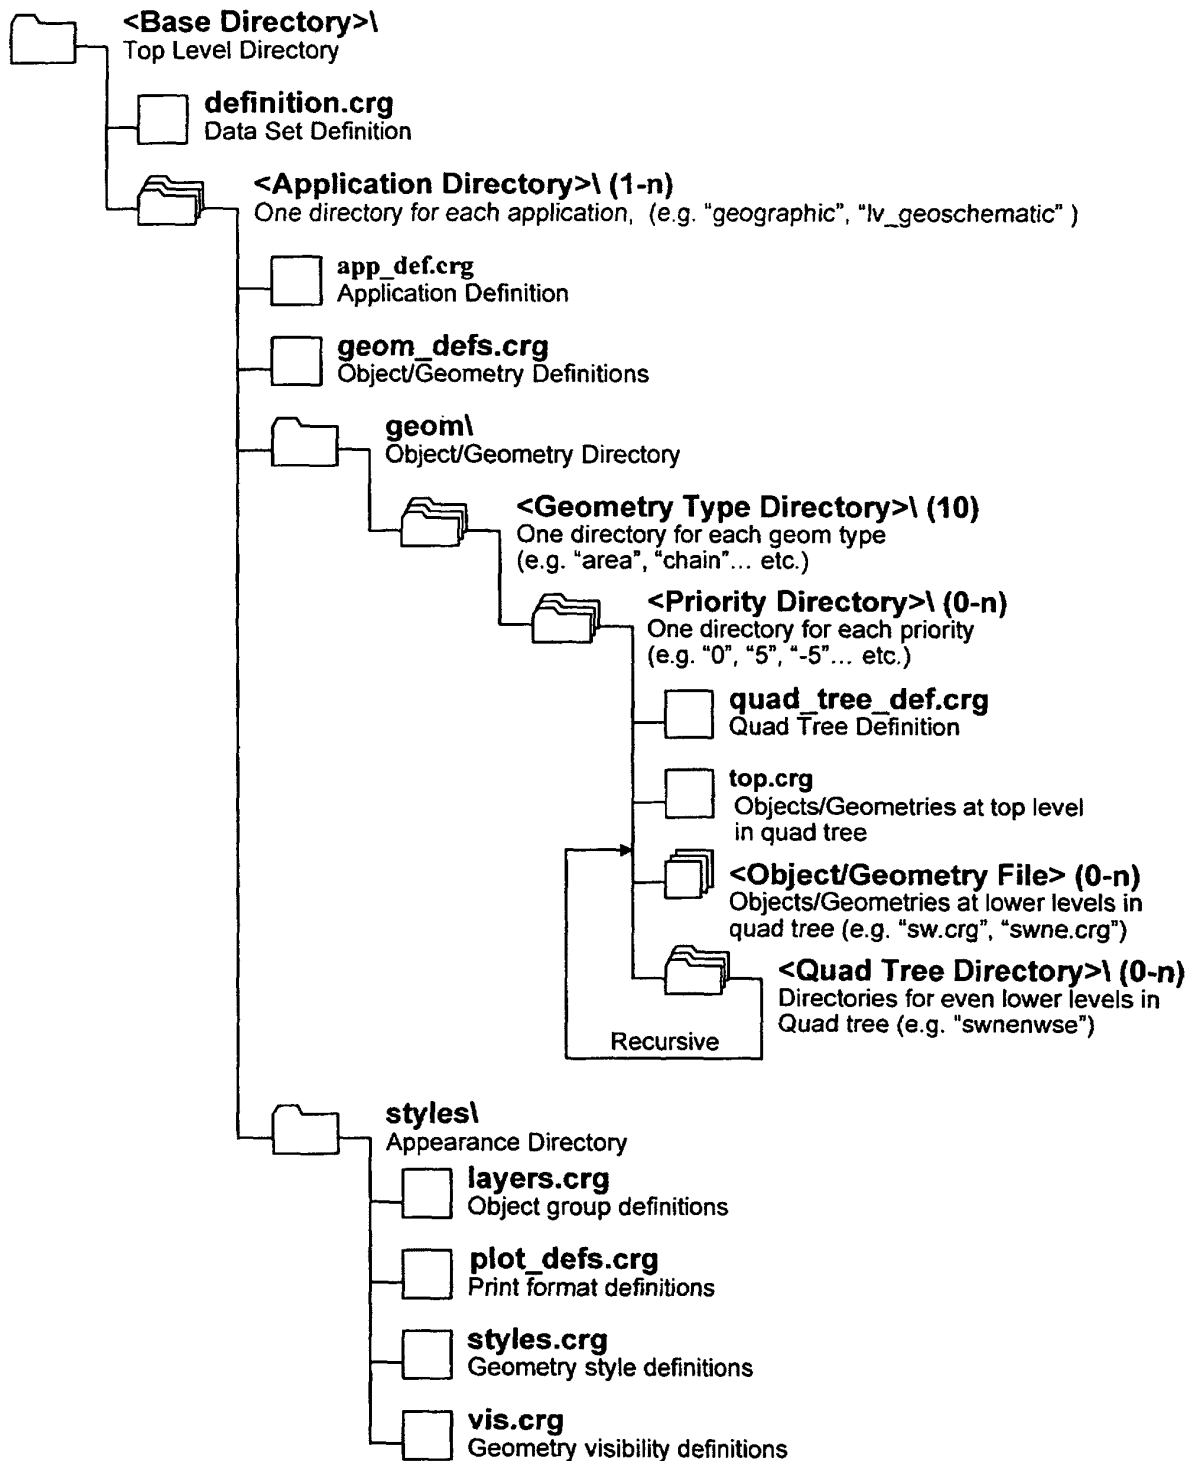 <Base Directory>\
Top Level Directory
definition.crg
Data Set Definition
<Application Directory>\ (1-n)
One directory for each application, (e.g. “geographic”, “lv_geoschematic” )
app_def.crg
Application Definition
geom_defs.crg
Object/Geometry Definitions
geom\
Object/Geometry Directory
<Geometry Type Directory>\ (10)
One directory for each geom type
(e.g. “area”, “chain”... etc.)
<Priority Directory>\ (0-n)
One directory for each priority
(e.g. “0”, “5”, “-5”... etc.)
quad_tree_def.crg
Quad Tree Definition
top.crg
Objects/Geometries at top level
in quad tree
<Object/Geometry File> (0-n)
Objects/Geometries at lower levels in
quad tree (e.g. “sw.crg”, “swne.crg”)
<Quad Tree Directory>\ (0-n)
Directories for even lower levels in
Quad tree (e.g. “swnenwse”)
Recursive
styles\
Appearance Directory
layers.crg
Object group definitions
plot_defs.crg
Print format definitions
styles.crg
Geometry style definitions
vis.crg
Geometry visibility definitions